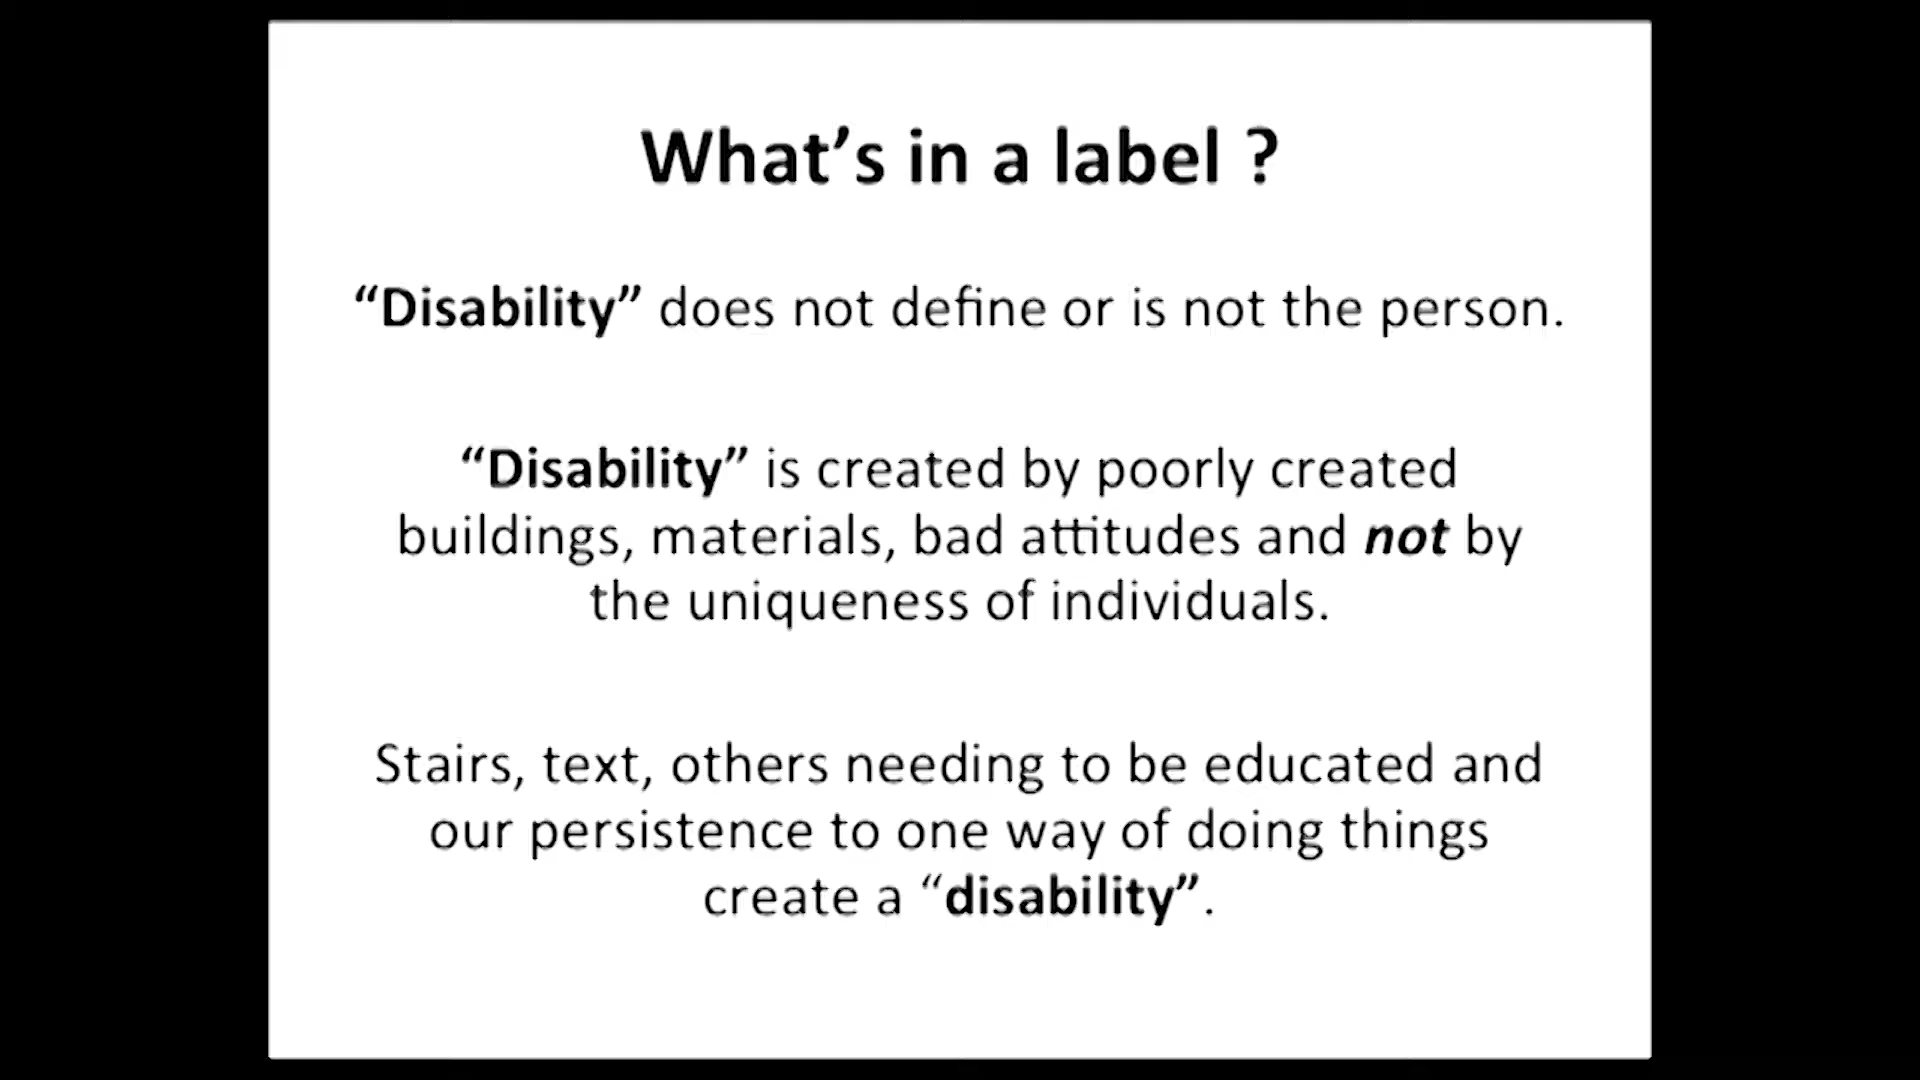 What’s in a label ?
“Disability” does not define or is not the person.
“Disability” is created by poorly created
buildings, materials, bad attitudes and not by
the uniqueness of individuals.
Stairs, text, others needing to be educated and
our persistence to one way of doing things
create a “disability”.